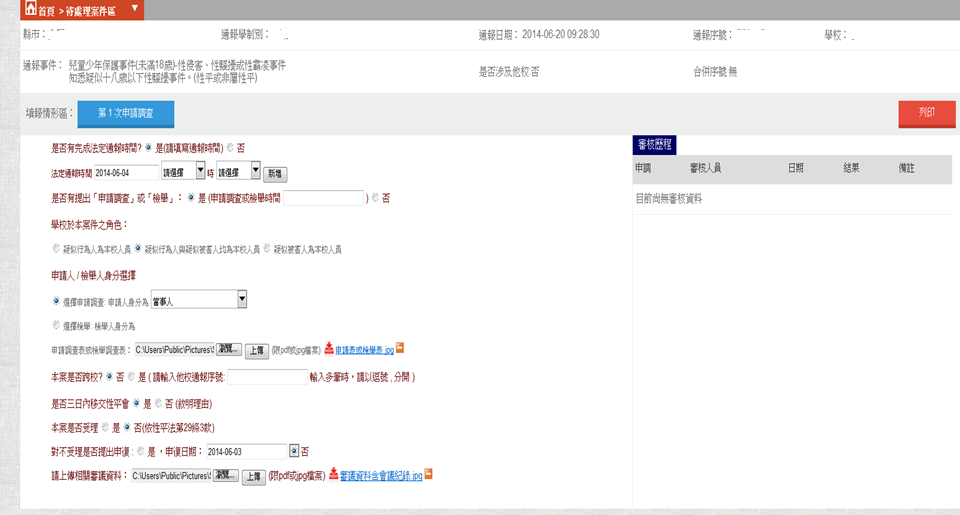 首頁 > 待處理案件區
縣市： 通報學制別： 通報日期：2014-06-20 09:28:30 通報序號： 學校：
通報事件： 兒童少年保護事件(未滿18歲)-性侵害、性騷擾或性霸凌事件
知悉疑似十八歲以下性騷擾事件。(性平或非屬性平) 是否涉及他校:否 合併序號 無
填報情形區： 第 1 次申請調查 列印
是否有完成法定通報時間? 是(請填寫通報時間) 否
法定通報時間 2014-06-04 請選擇 時 請選擇 新增
是否有提出「申請調查」或「檢舉」： 是 (申請調查或檢舉時間 ) 否
學校於本案件之角色：
疑似行為人為本校人員 疑似行為人與疑似被害人均為本校人員 疑似被害人為本校人員
申請人 / 檢舉人身分選擇
選擇申請調查: 申請人身分為 當事人
選擇檢舉: 檢舉人身分為
申請調查表或檢舉調查表： C:\Users\Public\Pictures\S 瀏覽... 上傳 (限pdf或jpg檔案) 申請表或檢舉表.jpg
本案是否跨校? 否 是 ( 請輸入他校通報序號: 輸入多筆時，請以逗號 , 分開 )
是否三日內移交性平會 是 否 (敘明理由)
本案是否受理 是 否(依性平法第29條3款)
對不受理是否提出申復 : 是 ，申復日期： 2014-06-03 否
請上傳相關審議資料： C:\Users\Public\Pictures\S 瀏覽... 上傳 (限pdf或jpg檔案) 審議資料含會議紀錄.jpg
審核歷程
申調 審核人員 日期 結果 備註
目前尚無審核資料